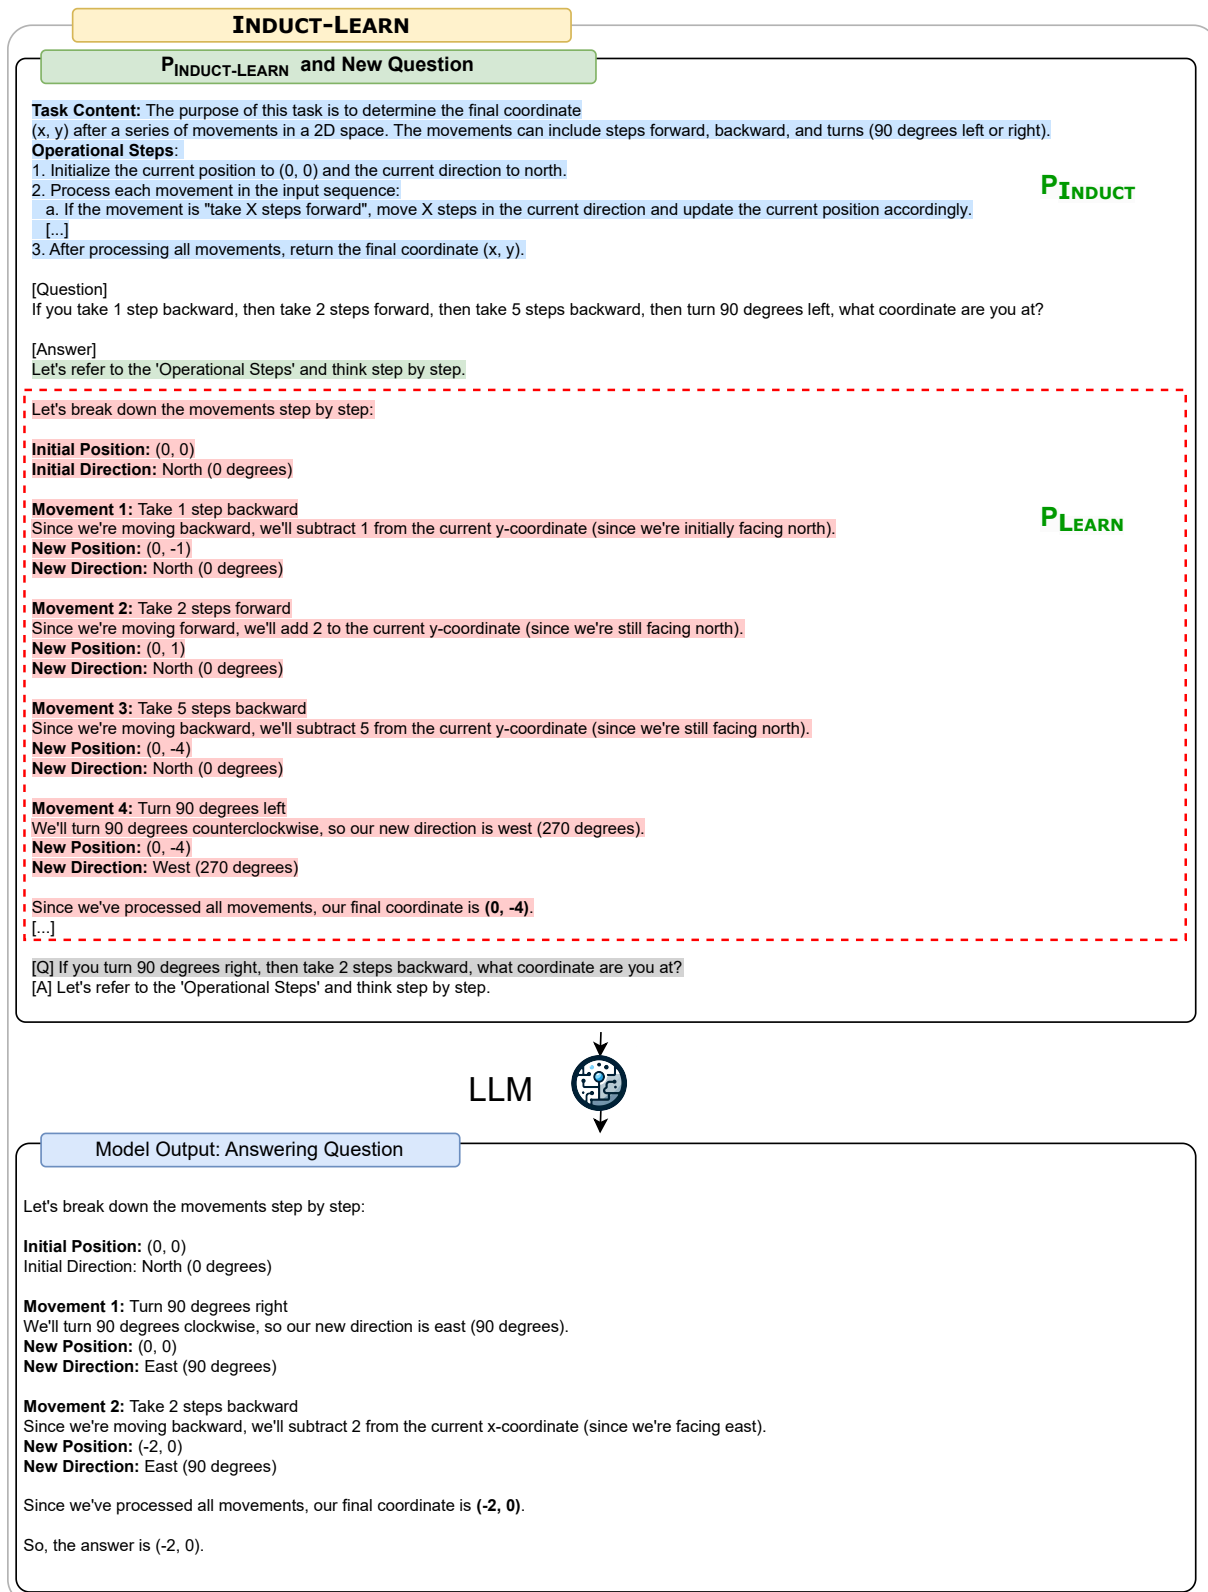 INDUCT-LEARN
PINDUCT-LEARN and New Question
Task Content: The purpose of this task is to determine the final coordinate
(x, y) after a series of movements in a 2D space. The movements can include steps forward, backward, and turns (90 degrees left or right).
Operational Steps:
1. Initialize the current position to (0, 0) and the current direction to north.
2. Process each movement in the input sequence:
a. If the movement is "take X steps forward", move X steps in the current direction and update the current position accordingly.
[...]
3. After processing all movements, return the final coordinate (x, y).
PINDUCT
[Question]
If you take 1 step backward, then take 2 steps forward, then take 5 steps backward, then turn 90 degrees left, what coordinate are you at?
[Answer]
Let's refer to the 'Operational Steps' and think step by step.
Let's break down the movements step by step:
Initial Position: (0, 0)
Initial Direction: North (0 degrees)
Movement 1: Take 1 step backward
Since we're moving backward, we'll subtract 1 from the current y-coordinate (since we're initially facing north).
New Position: (0, -1)
New Direction: North (0 degrees)
PLEARN
Movement 2: Take 2 steps forward
Since we're moving forward, we'll add 2 to the current y-coordinate (since we're still facing north).
New Position: (0, 1)
New Direction: North (0 degrees)
Movement 3: Take 5 steps backward
Since we're moving backward, we'll subtract 5 from the current y-coordinate (since we're still facing north).
New Position: (0, -4)
New Direction: North (0 degrees)
Movement 4: Turn 90 degrees left
We'll turn 90 degrees counterclockwise, so our new direction is west (270 degrees).
New Position: (0, -4)
New Direction: West (270 degrees)
Since we've processed all movements, our final coordinate is (0, -4).
[...]
[Q] If you turn 90 degrees right, then take 2 steps backward, what coordinate are you at?
[A] Let's refer to the 'Operational Steps' and think step by step.
LLM
Model Output: Answering Question
Let's break down the movements step by step:
Initial Position: (0, 0)
Initial Direction: North (0 degrees)
Movement 1: Turn 90 degrees right
We'll turn 90 degrees clockwise, so our new direction is east (90 degrees).
New Position: (0, 0)
New Direction: East (90 degrees)
Movement 2: Take 2 steps backward
Since we're moving backward, we'll subtract 2 from the current x-coordinate (since we're facing east).
New Position: (-2, 0)
New Direction: East (90 degrees)
Since we've processed all movements, our final coordinate is (-2, 0).
So, the answer is (-2, 0).